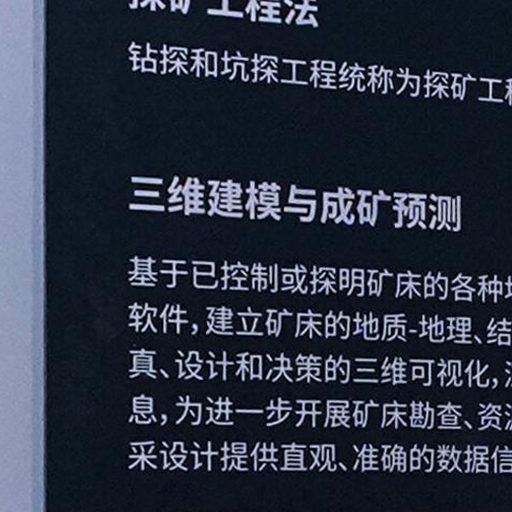 探矿工程法
钻探和坑探工程统称为探矿工程
三维建模与成矿预测
基于已控制或探明矿床的各种
软件，建立矿床的地质-地理、结
真、设计和决策的三维可视化，
息，为进一步开展矿床勘查、资
采设计提供直观、准确的数据信